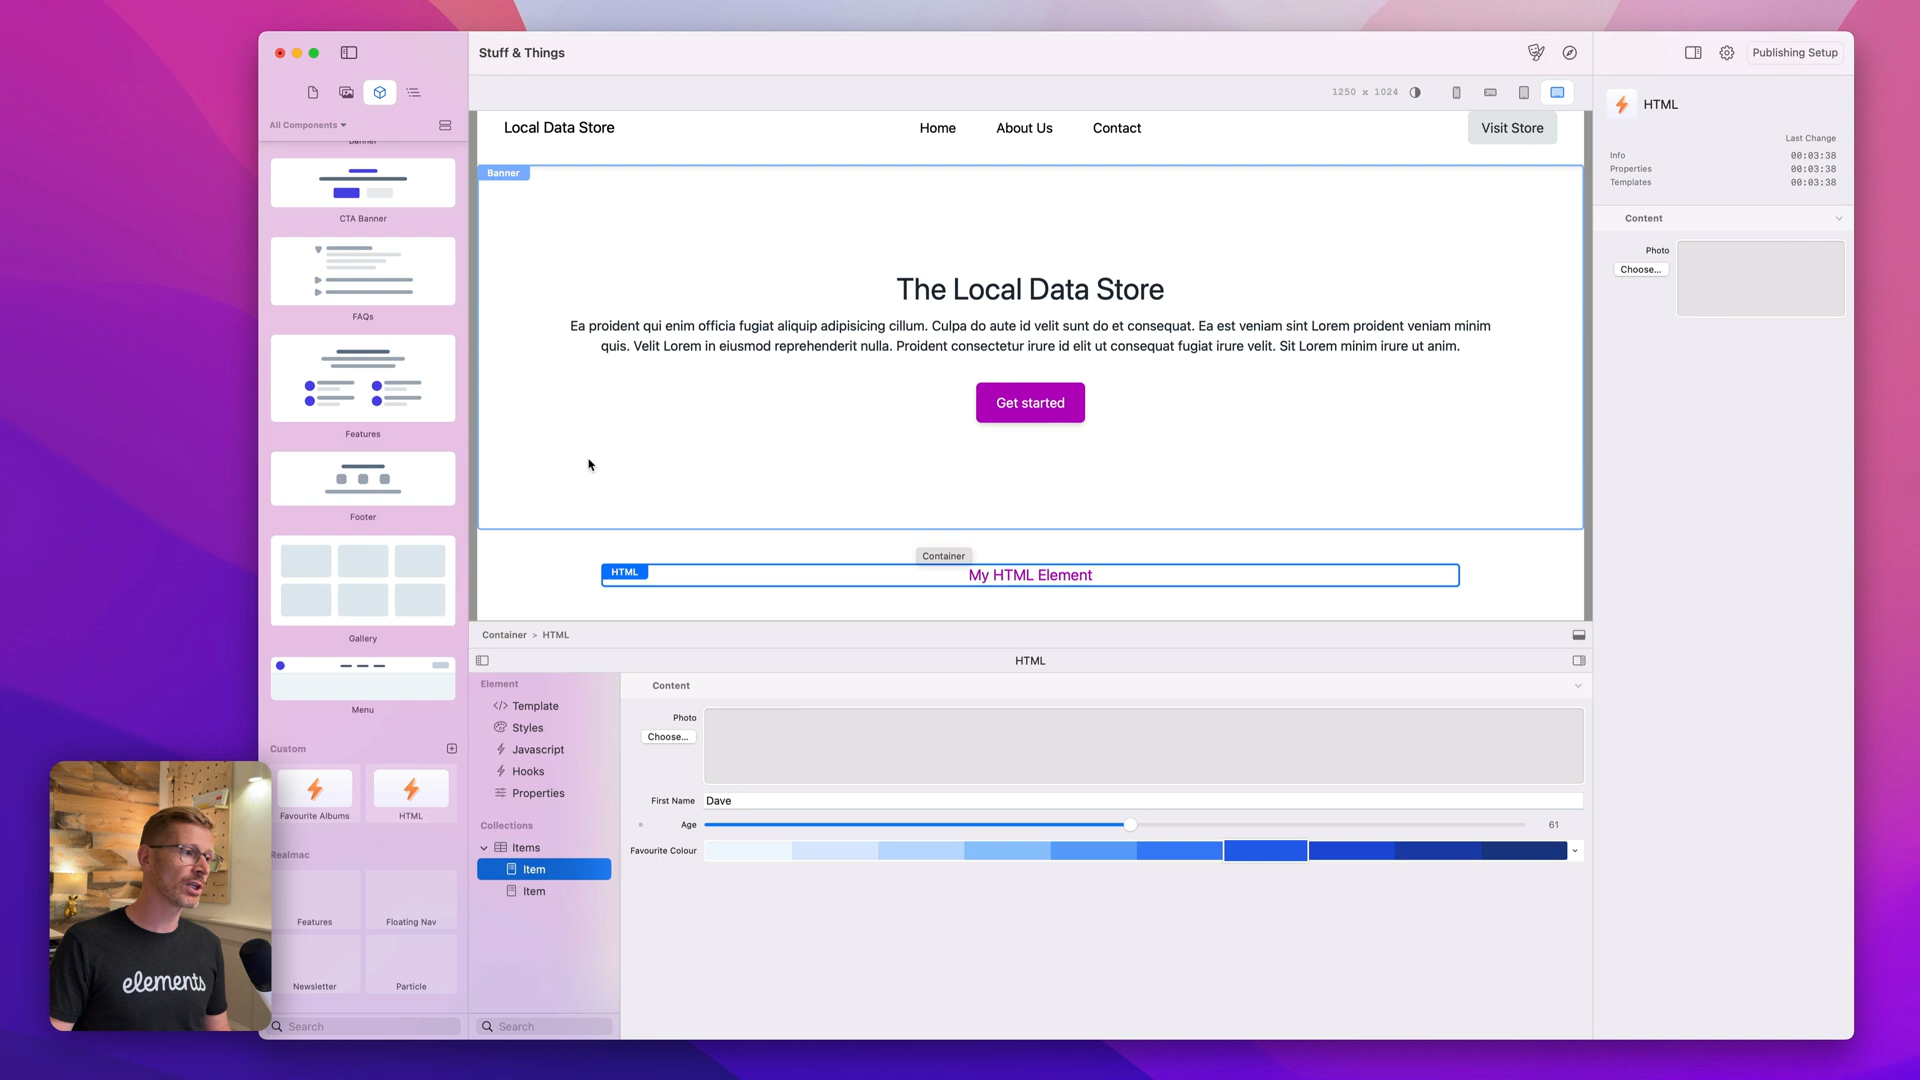 Stuff & Things
Publishing Setup
All Components
1250 x 1024
HTML
Local Data Store
Home
About Us
Contact
Visit Store
Last Change
Info 00:03:38
Properties 00:03:38
Templates 00:03:38
Banner
Banner
CTA Banner
FAQs
Features
Footer
Gallery
Menu
Content
Photo
Choose...
The Local Data Store
Ea proident qui enim officia fugiat aliquip adipisicing cillum. Culpa do aute id velit sunt do et consequat. Ea est veniam sint Lorem proident veniam minim
quis. Velit Lorem in eiusmod reprehenderit nulla. Proident consectetur irure id elit ut consequat fugiat irure velit. Sit Lorem minim irure ut anim.
Get started
Container
HTML
My HTML Element
Container > HTML
HTML
Custom
Favourite Albums
HTML
Realmac
Features
Floating Nav
Newsletter
Particle
Search
Element
Template
Styles
Javascript
Hooks
Properties
Collections
Items
Item
Item
Search
Content
Photo
Choose...
First Name Dave
Age 61
Favourite Colour
elements